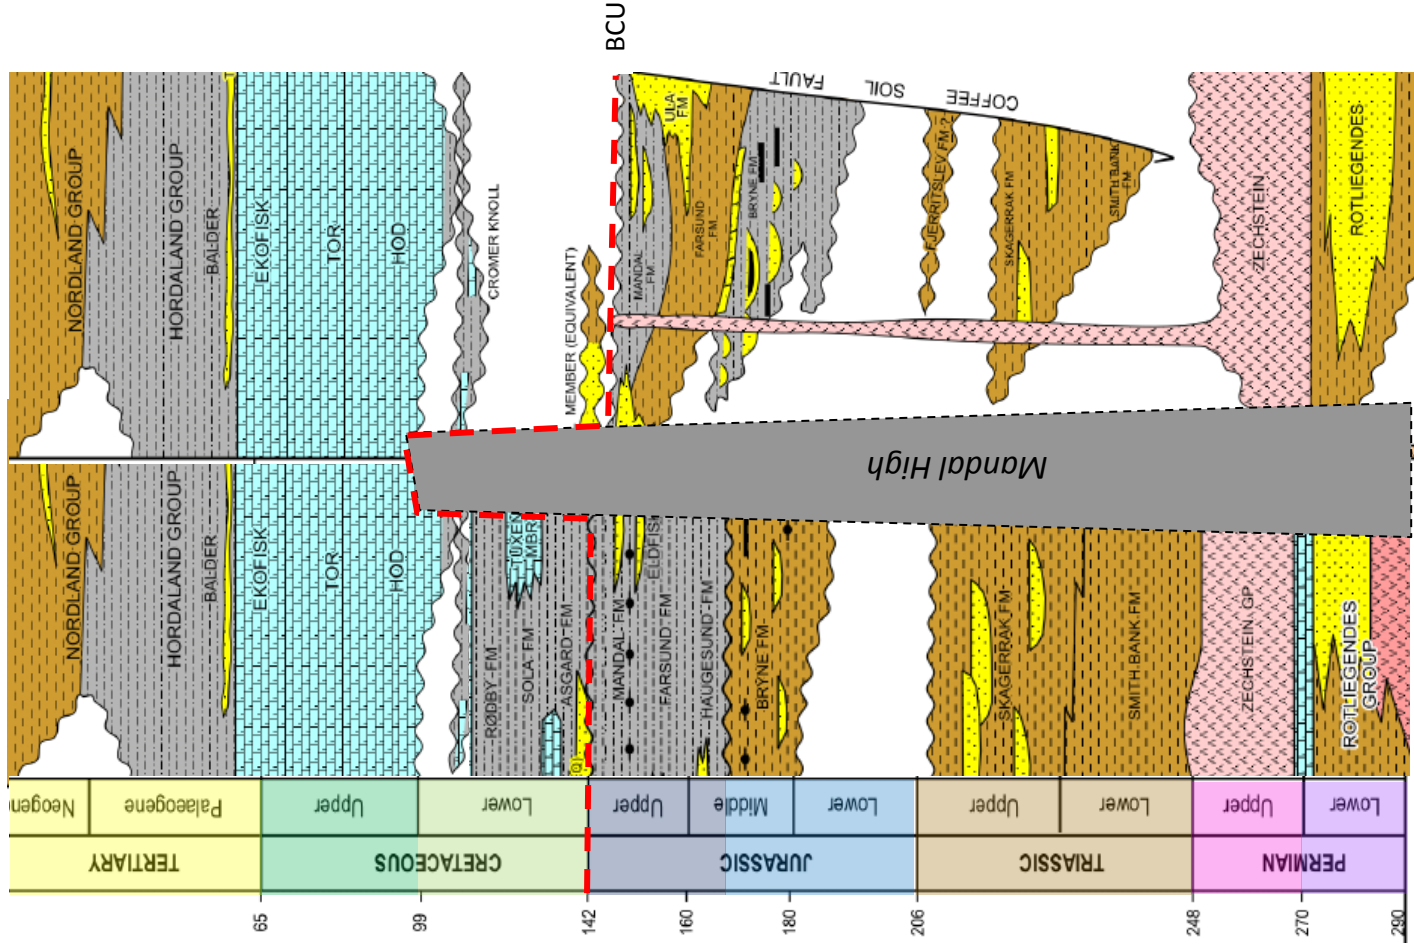 BCU
NORDLAND GROUP
HORDALAND GROUP
BALDER
EKOFISK
TOR
HOD
CROMER KNOLL
MEMBER (EQUIVALENT)
MANDAL
FM
ULA
FM
FARSUND
FM
BRYNE FM
COFFEE SOIL FAULT
FJERRITSLEV FM ?
SKAGERRAK FM
SMITH BANK
FM
ZECHSTEIN
ROTLIEGENDES
Mandal High
NORDLAND GROUP
HORDALAND GROUP
BALDER
EKOFISK
TOR
HOD
RØDBY FM
SOLA FM
TUXEN
MBR
ASGARD FM
MANDAL FM
ELDFISK
FARSUND FM
HAUGESUND FM
BRYNE FM
SKAGERRAK FM
SMITH BANK FM
ZECHSTEIN GP
ROTLIEGENDES
GROUP
Neogene
Palaeogene
Upper
Lower
Upper
Middle
Lower
Upper
Lower
Upper
Lower
TERTIARY
CRETACEOUS
JURASSIC
TRIASSIC
PERMIAN
65
99
142
160
180
206
248
270
290